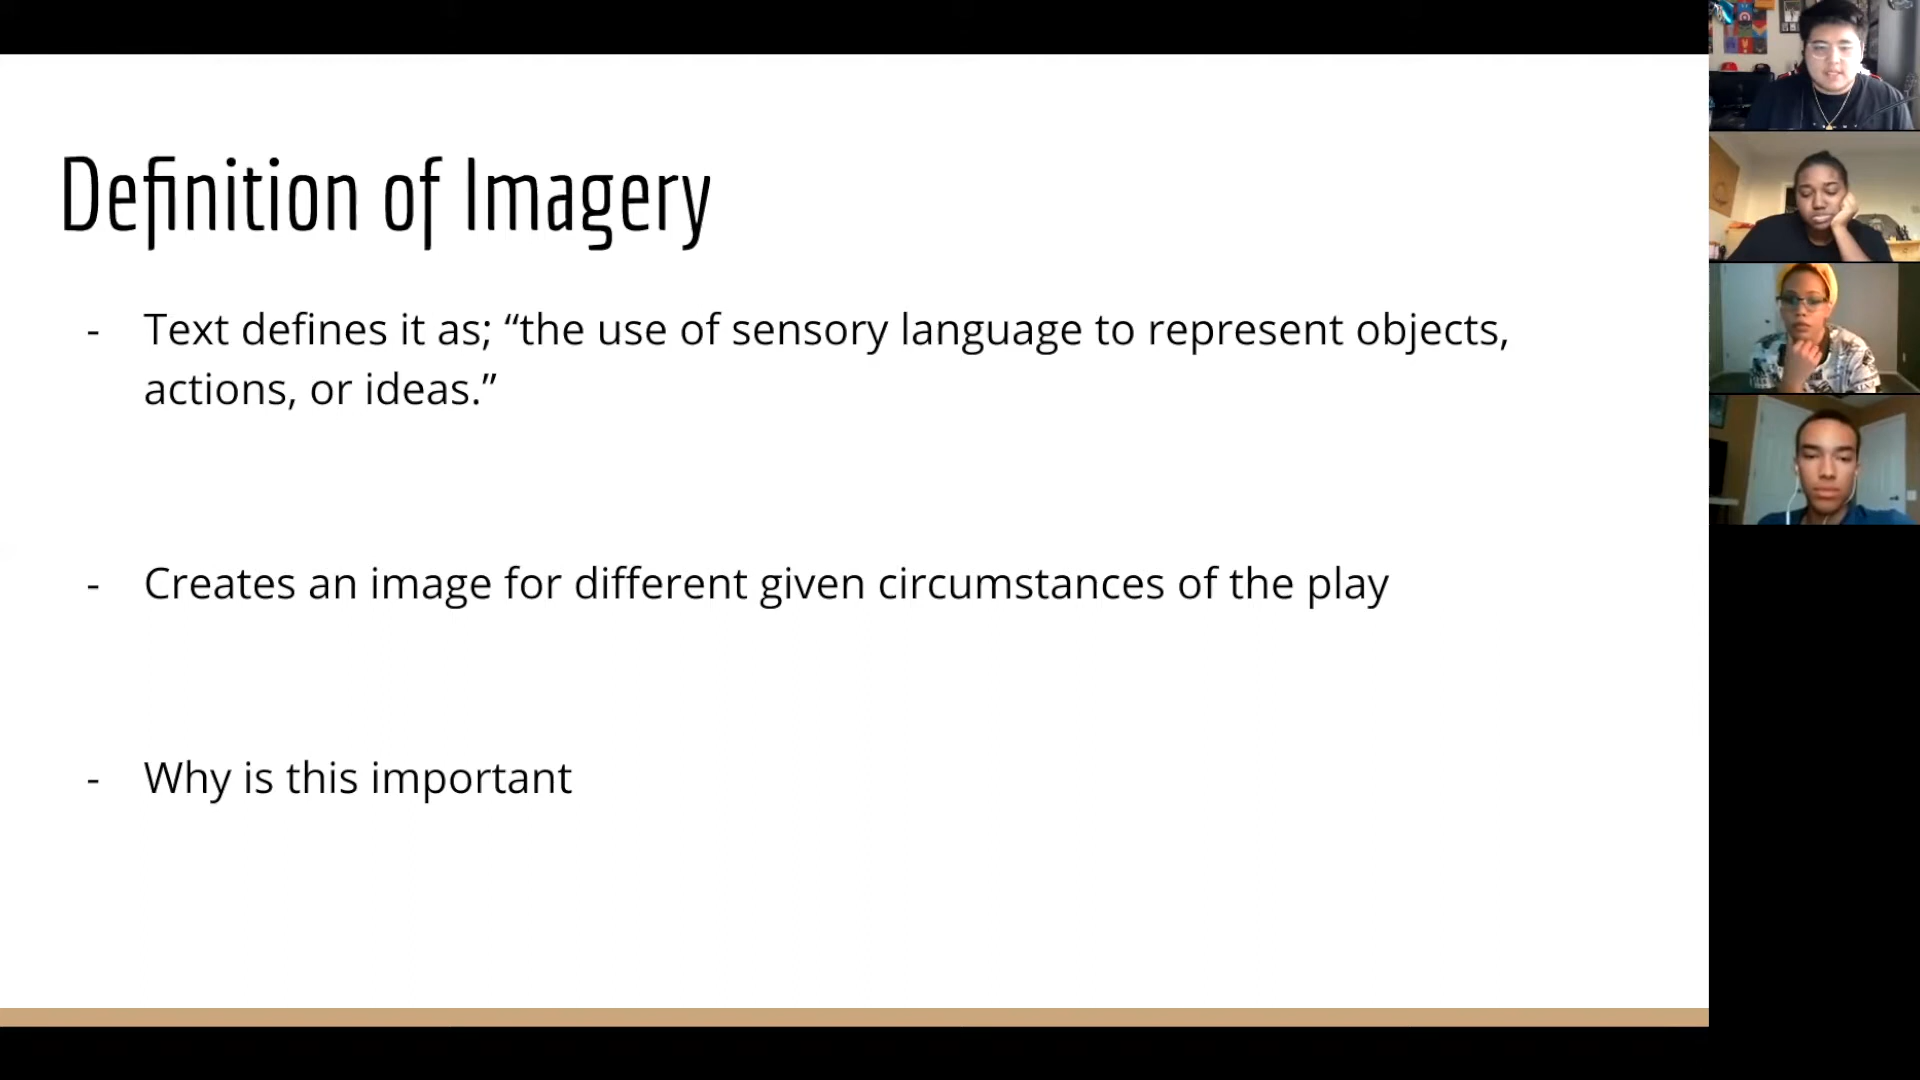 Definition of Imagery
- Text defines it as; “the use of sensory language to represent objects,
actions, or ideas.”
- Creates an image for different given circumstances of the play
- Why is this important